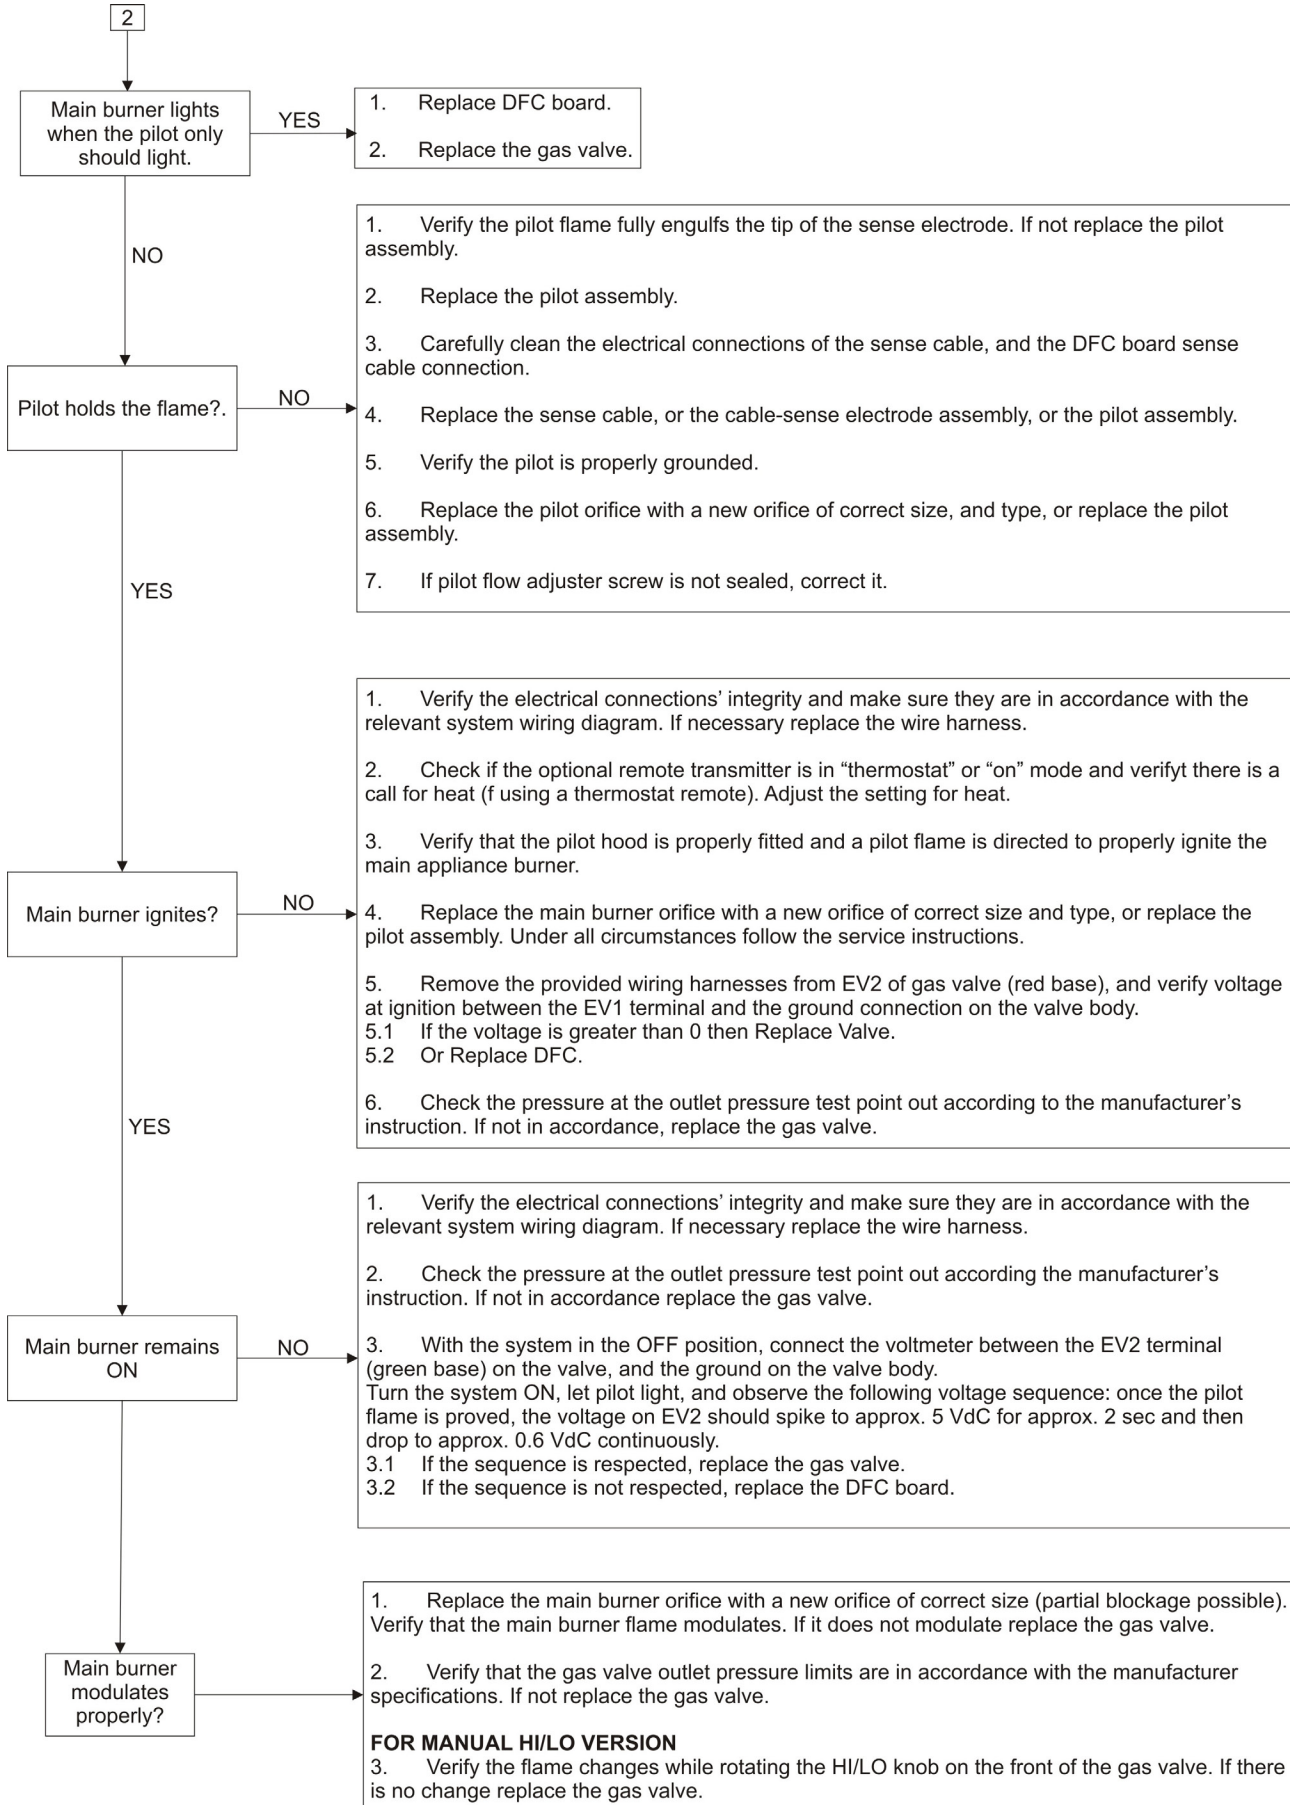 2
Main burner lights
when the pilot only
should light.
YES
1. Replace DFC board.
2. Replace the gas valve.
NO
1. Verify the pilot flame fully engulfs the tip of the sense electrode. If not replace the pilot
assembly.
2. Replace the pilot assembly.
3. Carefully clean the electrical connections of the sense cable, and the DFC board sense
cable connection.
4. Replace the sense cable, or the cable-sense electrode assembly, or the pilot assembly.
5. Verify the pilot is properly grounded.
6. Replace the pilot orifice with a new orifice of correct size, and type, or replace the pilot
assembly.
7. If pilot flow adjuster screw is not sealed, correct it.
Pilot holds the flame?.
NO
YES
1. Verify the electrical connections’ integrity and make sure they are in accordance with the
relevant system wiring diagram. If necessary replace the wire harness.
2. Check if the optional remote transmitter is in “thermostat” or “on” mode and verifyt there is a
call for heat (f using a thermostat remote). Adjust the setting for heat.
3. Verify that the pilot hood is properly fitted and a pilot flame is directed to properly ignite the
main appliance burner.
4. Replace the main burner orifice with a new orifice of correct size and type, or replace the
pilot assembly. Under all circumstances follow the service instructions.
5. Remove the provided wiring harnesses from EV2 of gas valve (red base), and verify voltage
at ignition between the EV1 terminal and the ground connection on the valve body.
5.1 If the voltage is greater than 0 then Replace Valve.
5.2 Or Replace DFC.
6. Check the pressure at the outlet pressure test point out according to the manufacturer’s
instruction. If not in accordance, replace the gas valve.
Main burner ignites?
NO
YES
1. Verify the electrical connections’ integrity and make sure they are in accordance with the
relevant system wiring diagram. If necessary replace the wire harness.
2. Check the pressure at the outlet pressure test point out according the manufacturer’s
instruction. If not in accordance replace the gas valve.
3. With the system in the OFF position, connect the voltmeter between the EV2 terminal
(green base) on the valve, and the ground on the valve body.
Turn the system ON, let pilot light, and observe the following voltage sequence: once the pilot
flame is proved, the voltage on EV2 should spike to approx. 5 VdC for approx. 2 sec and then
drop to approx. 0.6 VdC continuously.
3.1 If the sequence is respected, replace the gas valve.
3.2 If the sequence is not respected, replace the DFC board.
Main burner remains
ON
NO
1. Replace the main burner orifice with a new orifice of correct size (partial blockage possible).
Verify that the main burner flame modulates. If it does not modulate replace the gas valve.
2. Verify that the gas valve outlet pressure limits are in accordance with the manufacturer
specifications. If not replace the gas valve.
FOR MANUAL HI/LO VERSION
3. Verify the flame changes while rotating the HI/LO knob on the front of the gas valve. If there
is no change replace the gas valve.
Main burner
modulates
properly?